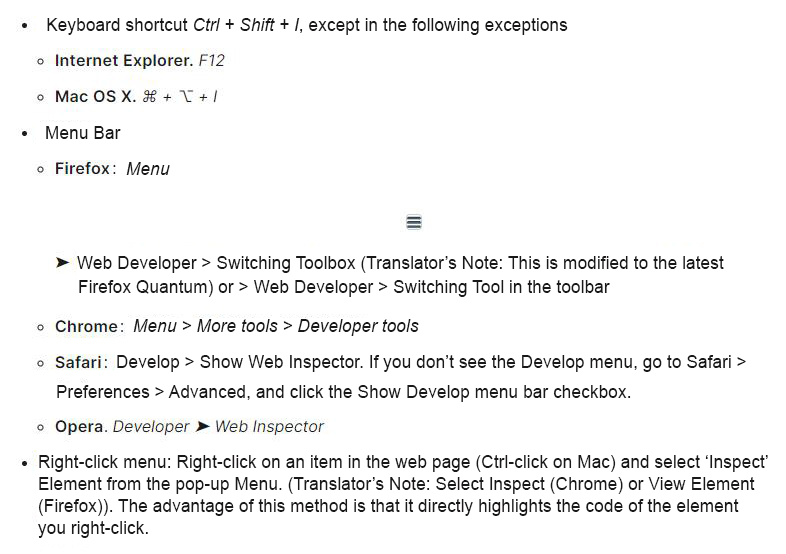 • Keyboard shortcut Ctrl + Shift + I, except in the following exceptions
◦ Internet Explorer. F12
◦ Mac OS X. ⌘ + ⌥ + I
• Menu Bar
◦ Firefox: Menu
☰
➤ Web Developer > Switching Toolbox (Translator’s Note: This is modified to the latest
Firefox Quantum) or > Web Developer > Switching Tool in the toolbar
◦ Chrome: Menu > More tools > Developer tools
◦ Safari: Develop > Show Web Inspector. If you don’t see the Develop menu, go to Safari >
Preferences > Advanced, and click the Show Develop menu bar checkbox.
◦ Opera. Developer ➤ Web Inspector
• Right-click menu: Right-click on an item in the web page (Ctrl-click on Mac) and select ‘Inspect’
Element from the pop-up Menu. (Translator’s Note: Select Inspect (Chrome) or View Element
(Firefox)). The advantage of this method is that it directly highlights the code of the element
you right-click.